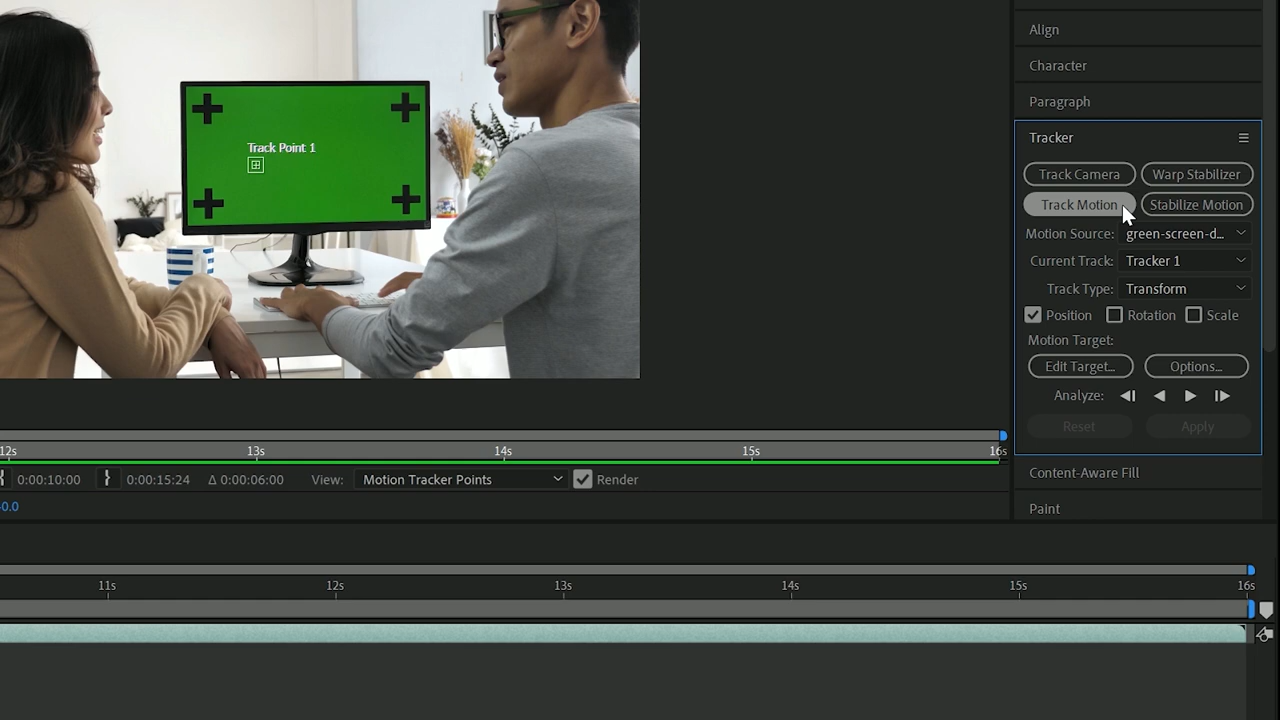 Align
Character
Paragraph
Track Point 1
Tracker
Track Camera Warp Stabilizer
Track Motion Stabilize Motion
Motion Source: green-screen-d...
Current Track: Tracker 1
Track Type: Transform
Position Rotation Scale
Motion Target:
Edit Target... Options...
Analyze:
Reset Apply
12s 13s 14s 15s 16s
Content-Aware Fill
0:00:10:00 0:00:15:24 Δ 0:00:06:00 View: Motion Tracker Points Render
Paint
11s 12s 13s 14s 15s 16s